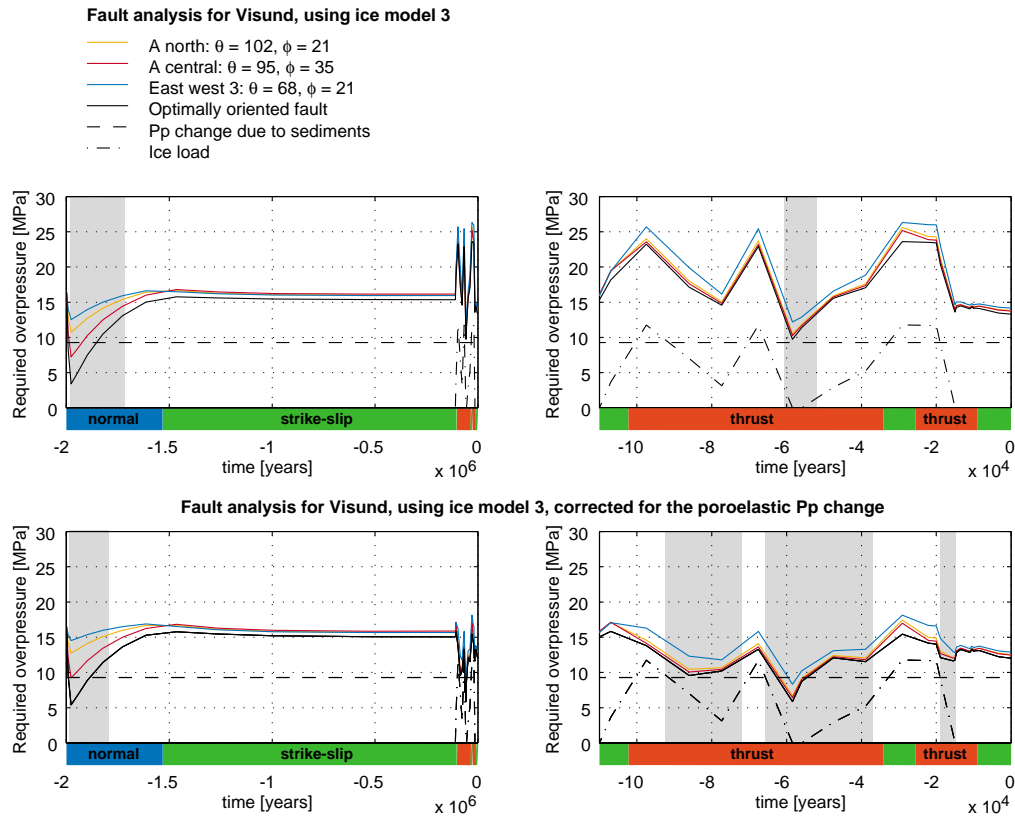 Fault analysis for Visund, using ice model 3
A north: θ = 102, ϕ = 21
A central: θ = 95, ϕ = 35
East west 3: θ = 68, ϕ = 21
Optimally oriented fault
Pp change due to sediments
Ice load
Required overpressure [MPa]
30
25
20
15
10
5
0
normal
strike-slip
-2
-1.5
-1
-0.5
0
time [years]
x 10^6
Required overpressure [MPa]
30
25
20
15
10
5
0
thrust
thrust
-10
-8
-6
-4
-2
0
time [years]
x 10^4
Fault analysis for Visund, using ice model 3, corrected for the poroelastic Pp change
Required overpressure [MPa]
30
25
20
15
10
5
0
normal
strike-slip
-2
-1.5
-1
-0.5
0
time [years]
x 10^6
Required overpressure [MPa]
30
25
20
15
10
5
0
thrust
thrust
-10
-8
-6
-4
-2
0
time [years]
x 10^4